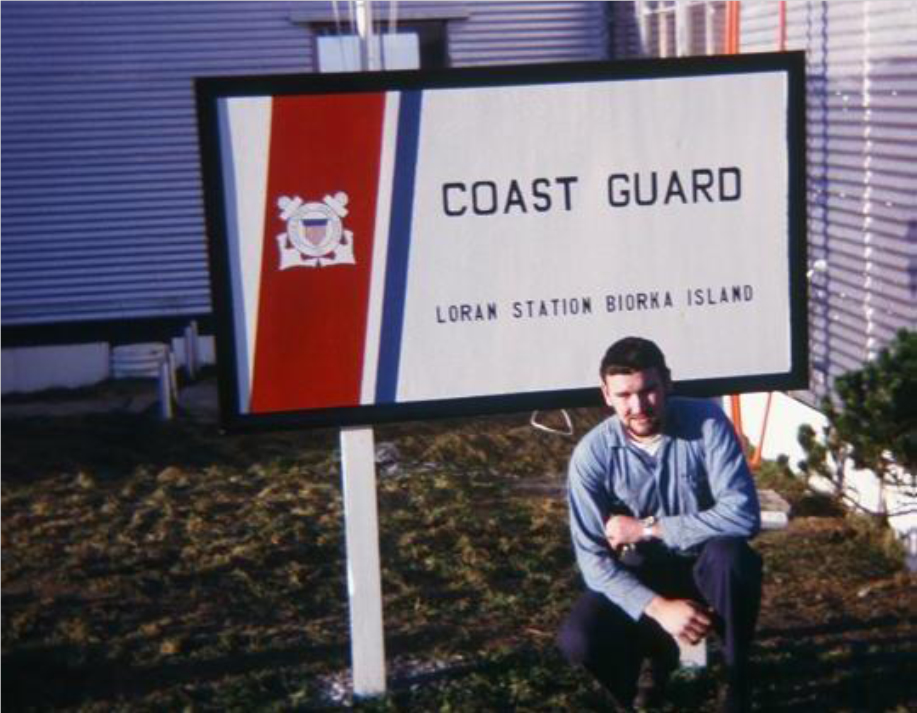 COAST GUARD
LORAN STATION BIORKA ISLAND